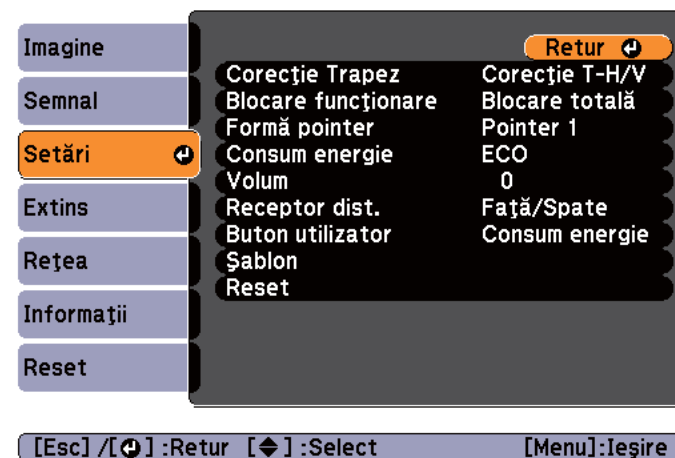 Imagine
Semnal
Setări
Extins
Reţea
Informaţii
Reset
Retur
Corecţie Trapez Corecţie T-H/V
Blocare funcţionare Blocare totală
Formă pointer Pointer 1
Consum energie ECO
Volum 0
Receptor dist. Faţă/Spate
Buton utilizator Consum energie
Şablon
Reset
[Esc] /[⏎] :Retur [◆] :Select [Menu]:Ieşire